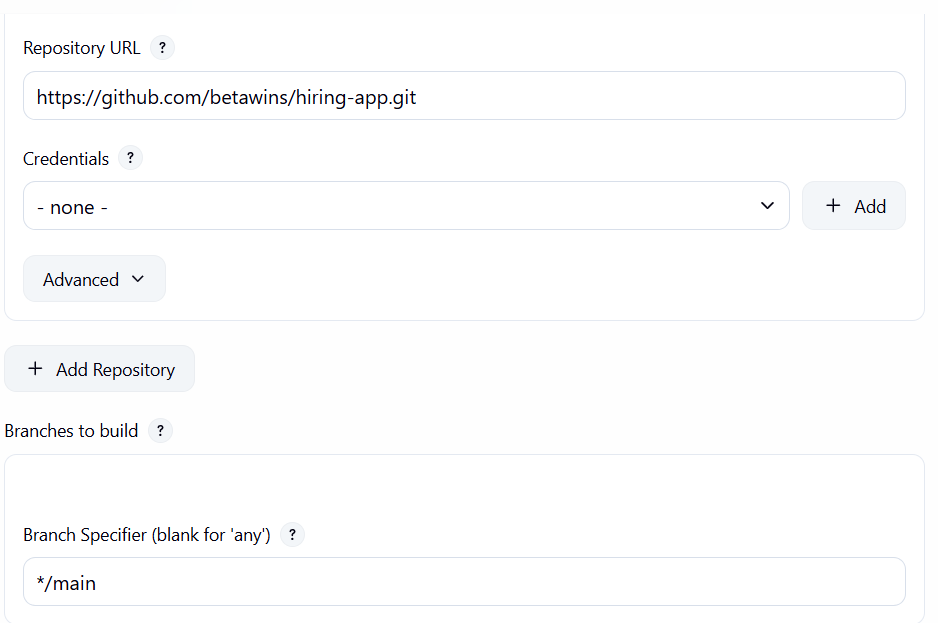 Repository URL ?
https://github.com/betawins/hiring-app.git
Credentials ?
- none -
+ Add
Advanced
+ Add Repository
Branches to build ?
Branch Specifier (blank for 'any') ?
*/main